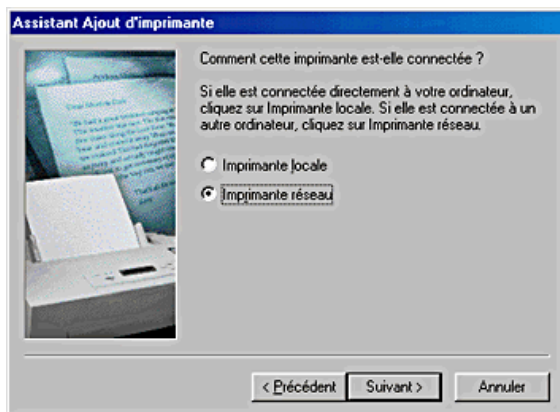 Assistant Ajout d'imprimante
Comment cette imprimante est-elle connectée ?
Si elle est connectée directement à votre ordinateur,
cliquez sur Imprimante locale. Si elle est connectée à un
autre ordinateur, cliquez sur Imprimante réseau.
Imprimante locale
Imprimante réseau
< Précédent
Suivant >
Annuler